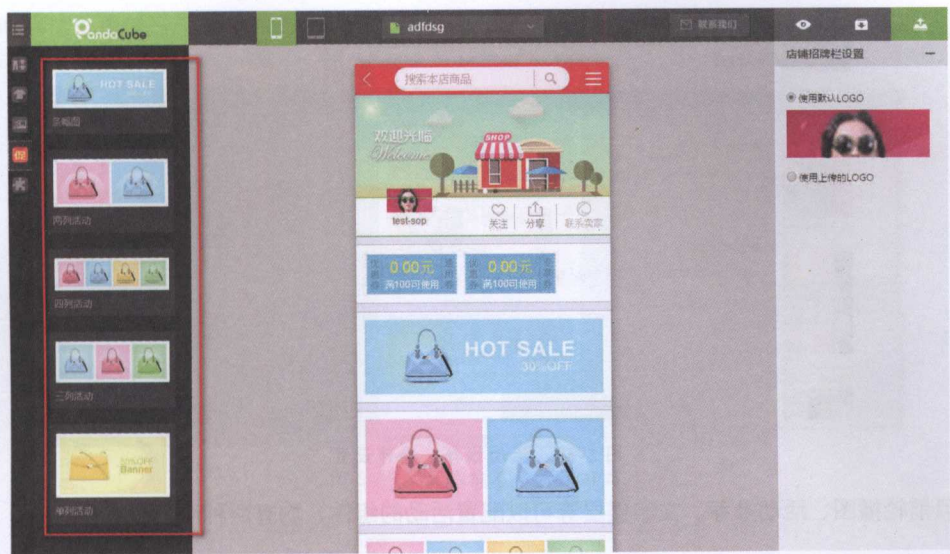 PandaCube
adfdsg
联系我们
HOT SALE
两列活动
四列活动
三列活动
50%OFF
Banner
单列活动
搜索本店商品
欢迎光临
Welcome
SHOP
test-sop
关注
分享
联系卖家
0.00元
满100可使用
0.00元
满100可使用
HOT SALE
30%OFF
店铺招牌栏设置
使用默认LOGO
使用上传的LOGO